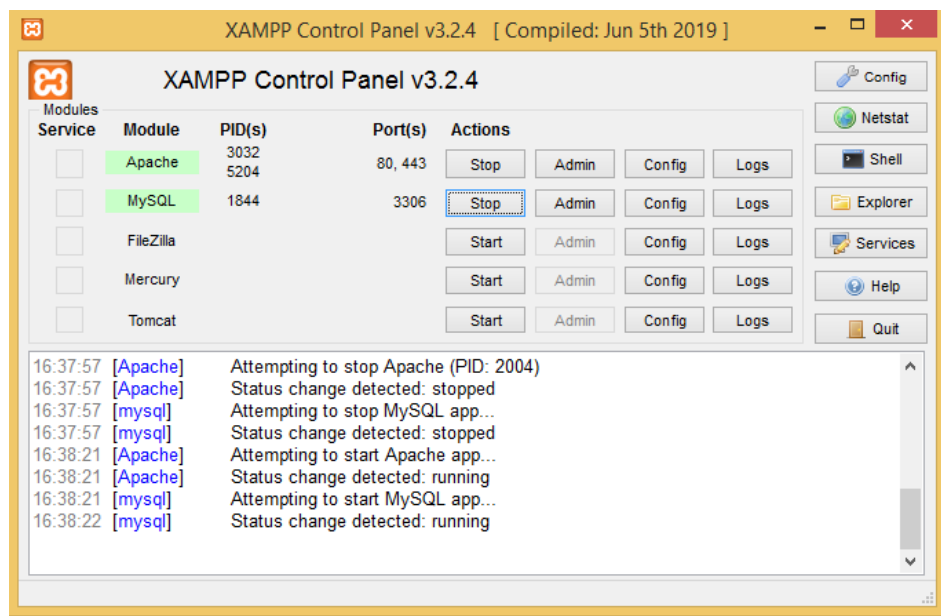 XAMPP Control Panel v3.2.4 [ Compiled: Jun 5th 2019 ]
XAMPP Control Panel v3.2.4
Config
Modules
Service Module PID(s) Port(s) Actions
Netstat
Apache 3032 5204 80, 443 Stop Admin Config Logs
Shell
MySQL 1844 3306 Stop Admin Config Logs
Explorer
FileZilla Start Admin Config Logs
Services
Mercury Start Admin Config Logs
Help
Tomcat Start Admin Config Logs
Quit
16:37:57 [Apache] Attempting to stop Apache (PID: 2004)
16:37:57 [Apache] Status change detected: stopped
16:37:57 [mysql] Attempting to stop MySQL app...
16:37:57 [mysql] Status change detected: stopped
16:38:21 [Apache] Attempting to start Apache app...
16:38:21 [Apache] Status change detected: running
16:38:21 [mysql] Attempting to start MySQL app...
16:38:22 [mysql] Status change detected: running